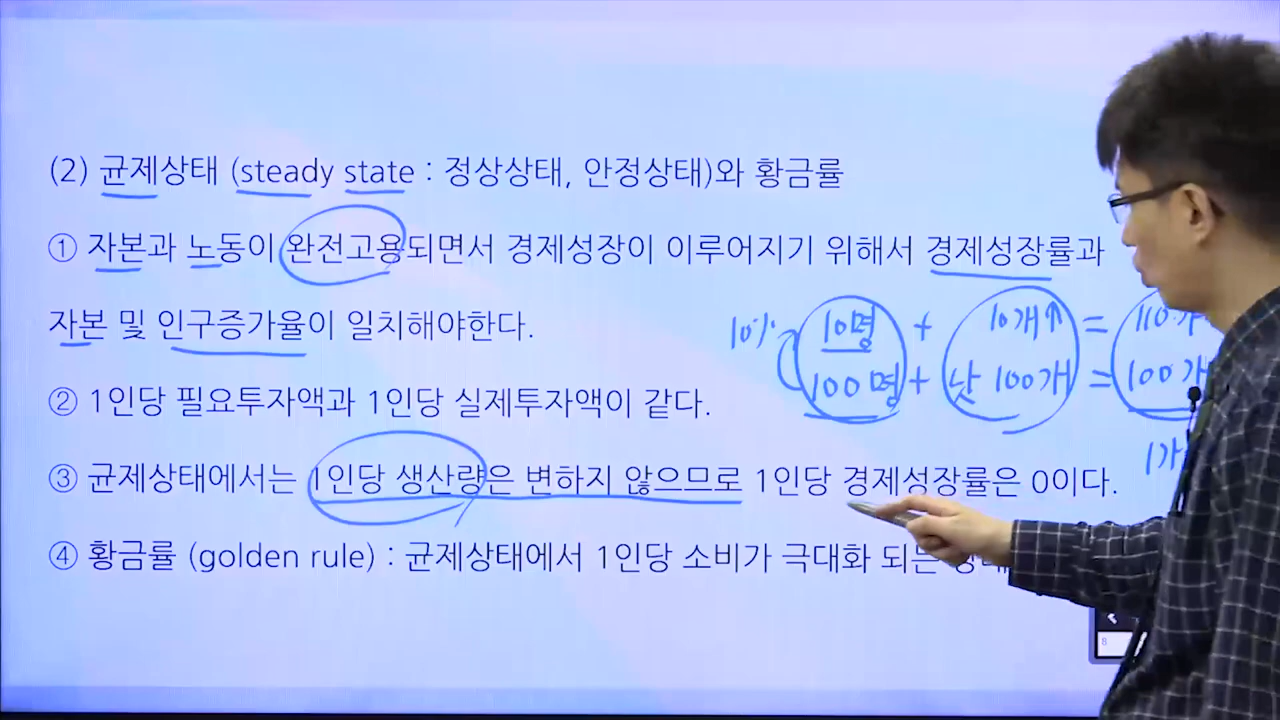 (2) 균제상태 (steady state : 정상상태, 안정상태)와 황금률
① 자본과 노동이 완전고용되면서 경제성장이 이루어지기 위해서 경제성장률과
자본 및 인구증가율이 일치해야한다.
10% 10명 + 10개↑ =
100명 + 낫 100개 = 100개
② 1인당 필요투자액과 1인당 실제투자액이 같다.
③ 균제상태에서는 1인당 생산량은 변하지 않으므로 1인당 경제성장률은 0이다.
④ 황금률 (golden rule) : 균제상태에서 1인당 소비가 극대화 되는